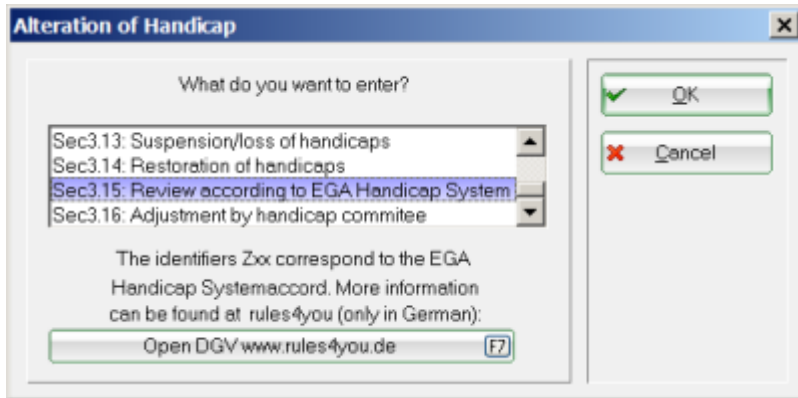 Alteration of Handicap
What do you want to enter?
Sec3.13: Suspension/loss of handicaps
Sec3.14: Restoration of handicaps
Sec3.15: Review according to EGA Handicap System
Sec3.16: Adjustment by handicap commitee
The identifiers Zxx correspond to the EGA
Handicap Systemaccord. More information
can be found at rules4you (only in German):
Open DGV www.rules4you.de F7
OK
Cancel